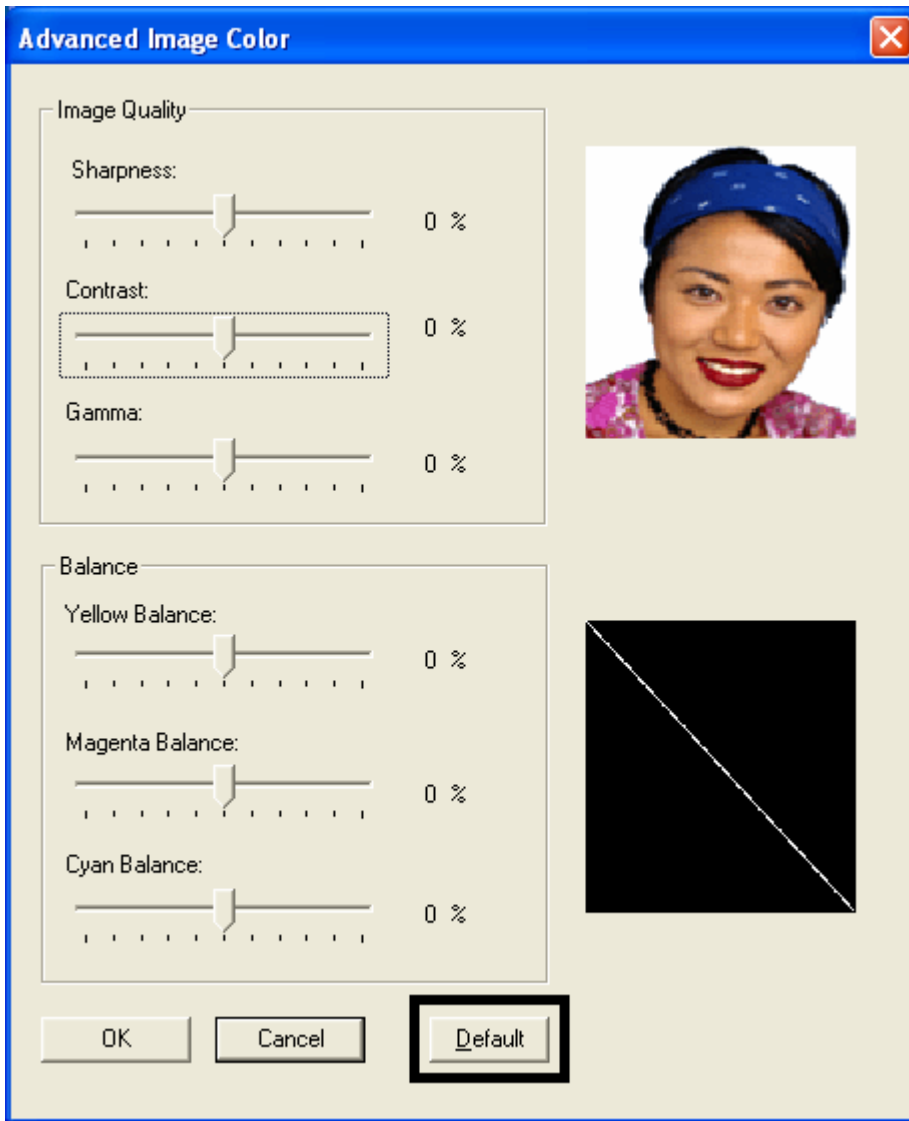 Advanced Image Color
Image Quality
Sharpness:
0 %
Contrast:
0 %
Gamma:
0 %
Balance
Yellow Balance:
0 %
Magenta Balance:
0 %
Cyan Balance:
0 %
OK Cancel Default